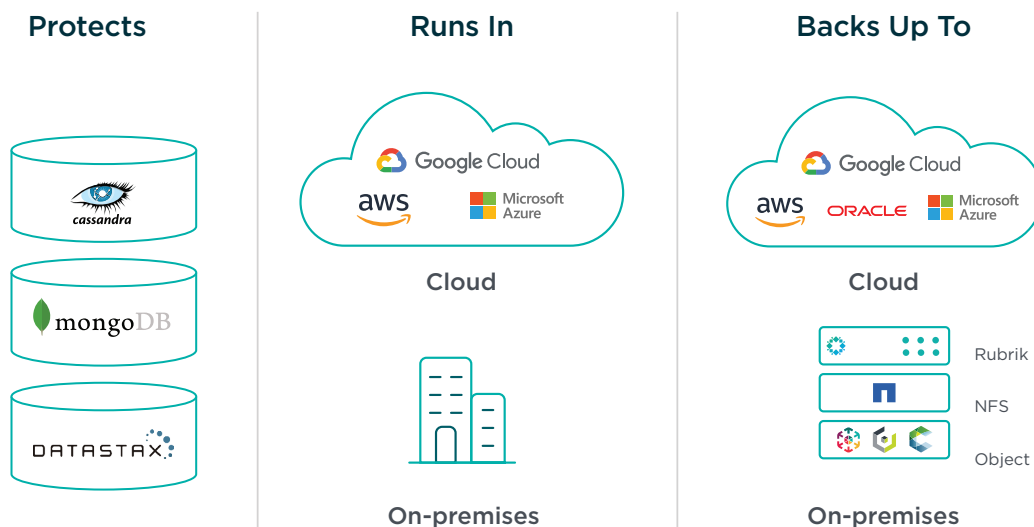 Protects
cassandra
mongoDB
DATASTAX
Runs In
Google Cloud
aws
Microsoft
Azure
Cloud
On-premises
Backs Up To
Google Cloud
aws
ORACLE
Microsoft
Azure
Cloud
Rubrik
NFS
Object
On-premises